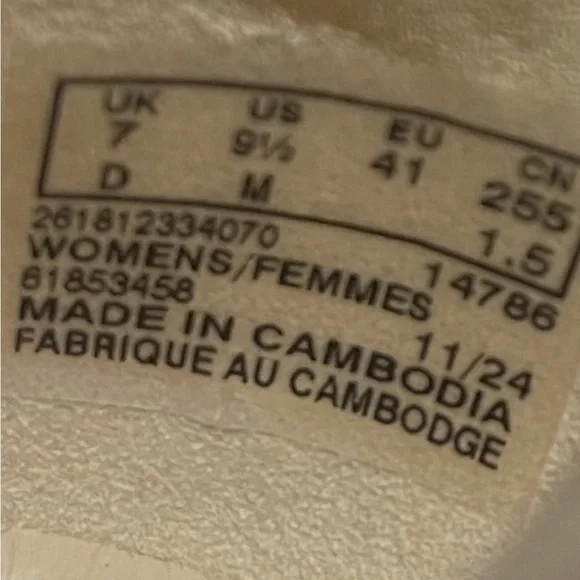 UK US EU CN
7 9½ 41 255
D M 1.5
261812334070 14786
WOMENS/FEMMES
61853458 11/24
MADE IN CAMBODIA
FABRIQUE AU CAMBODGE